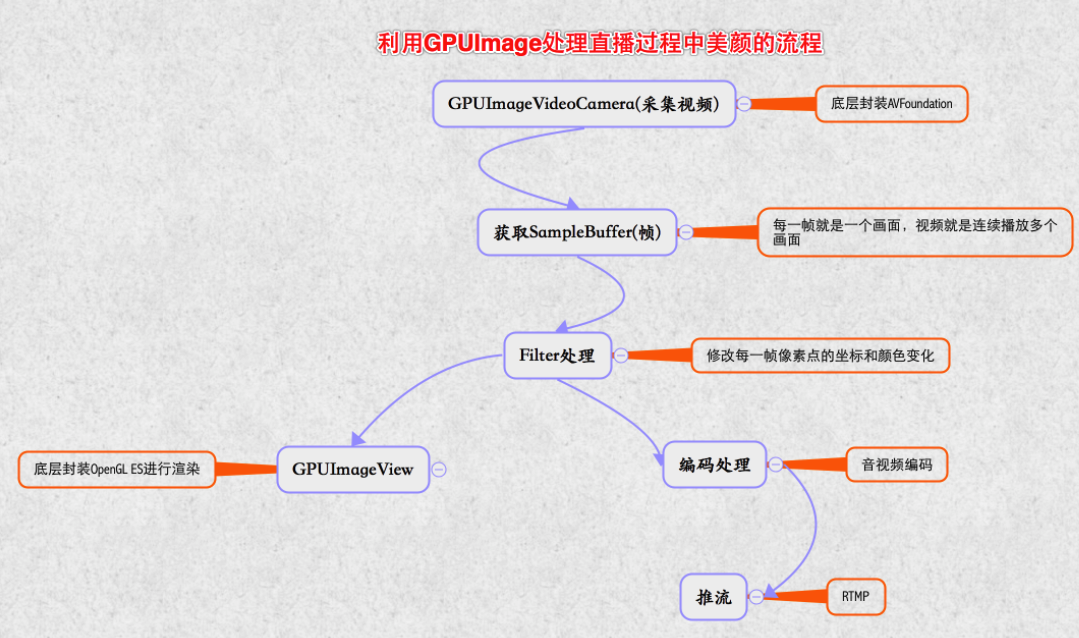 利用GPUImage处理直播过程中美颜的流程
GPUImageVideoCamera(采集视频)
底层封装AVFoundation
获取SampleBuffer(帧)
每一帧就是一个画面，视频就是连续播放多个
画面
Filter处理
修改每一帧像素点的坐标和颜色变化
底层封装OpenGL ES进行渲染
GPUImageView
编码处理
音视频编码
推流
RTMP